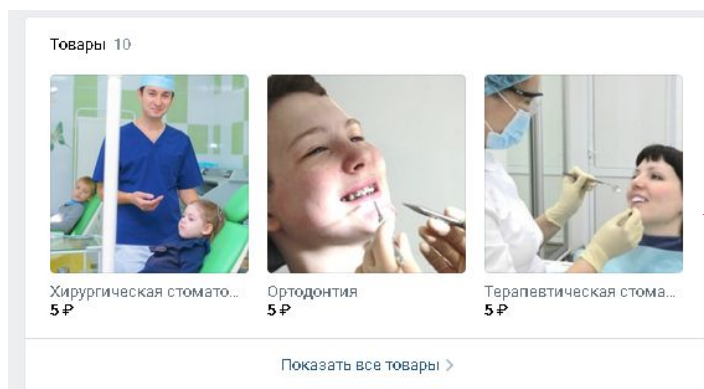 Товары 10
Хирургическая стомато...
5 ₽
Ортодонтия
5 ₽
Терапевтическая стома...
5 ₽
Показать все товары >